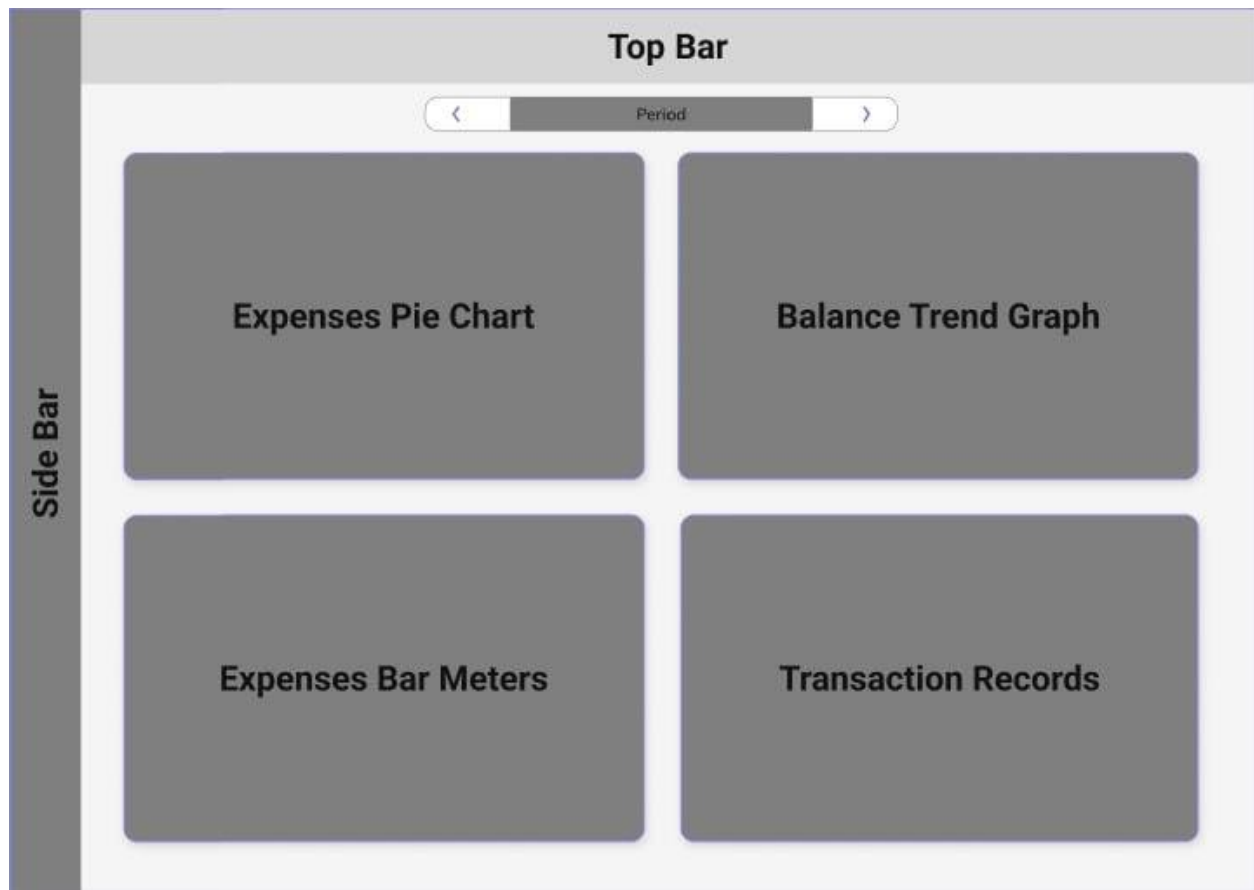 Top Bar
Period
Side Bar
Expenses Pie Chart
Balance Trend Graph
Expenses Bar Meters
Transaction Records